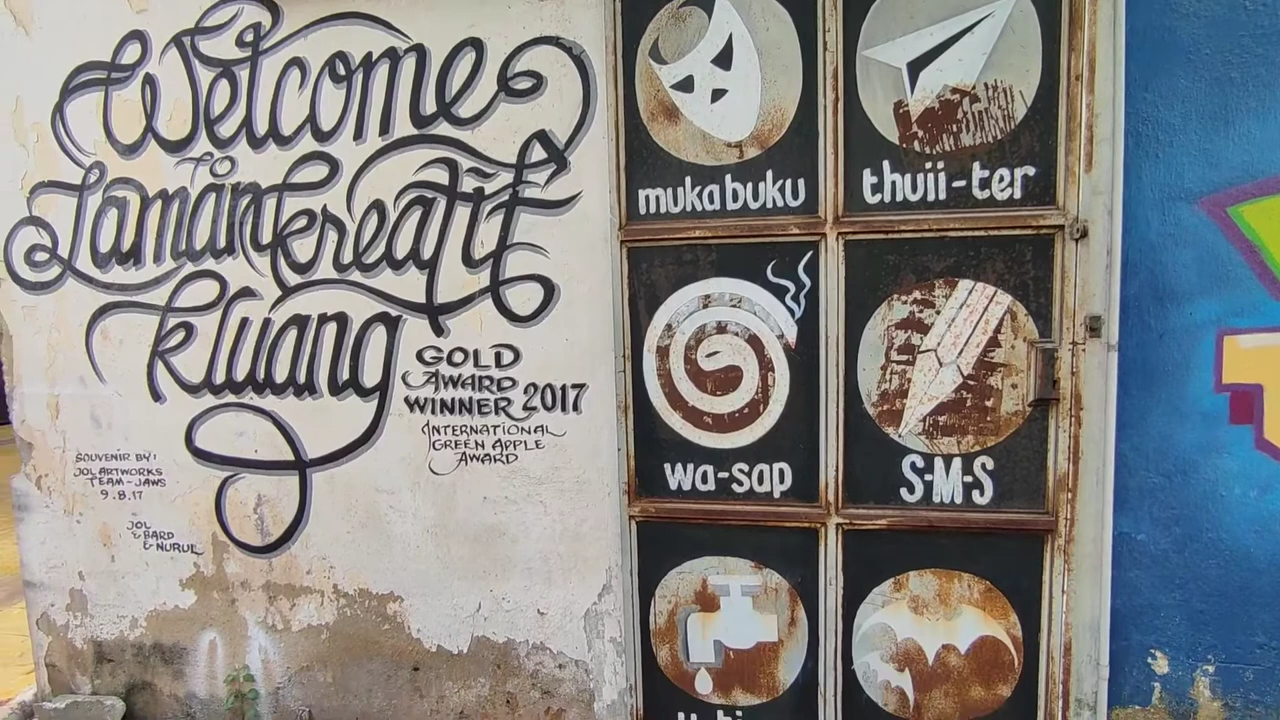 Welcome
TO
Laman kreatif
kluang
GOLD
AWARD
WINNER 2017
INTERNATIONAL
GREEN APPLE
AWARD
SOUVENIR BY:
JOL ARTWORKS
TEAM-JAWS
9.8.17
JOL
& BARD
& NURUL
muka buku
thuii-ter
wa-sap
S-M-S